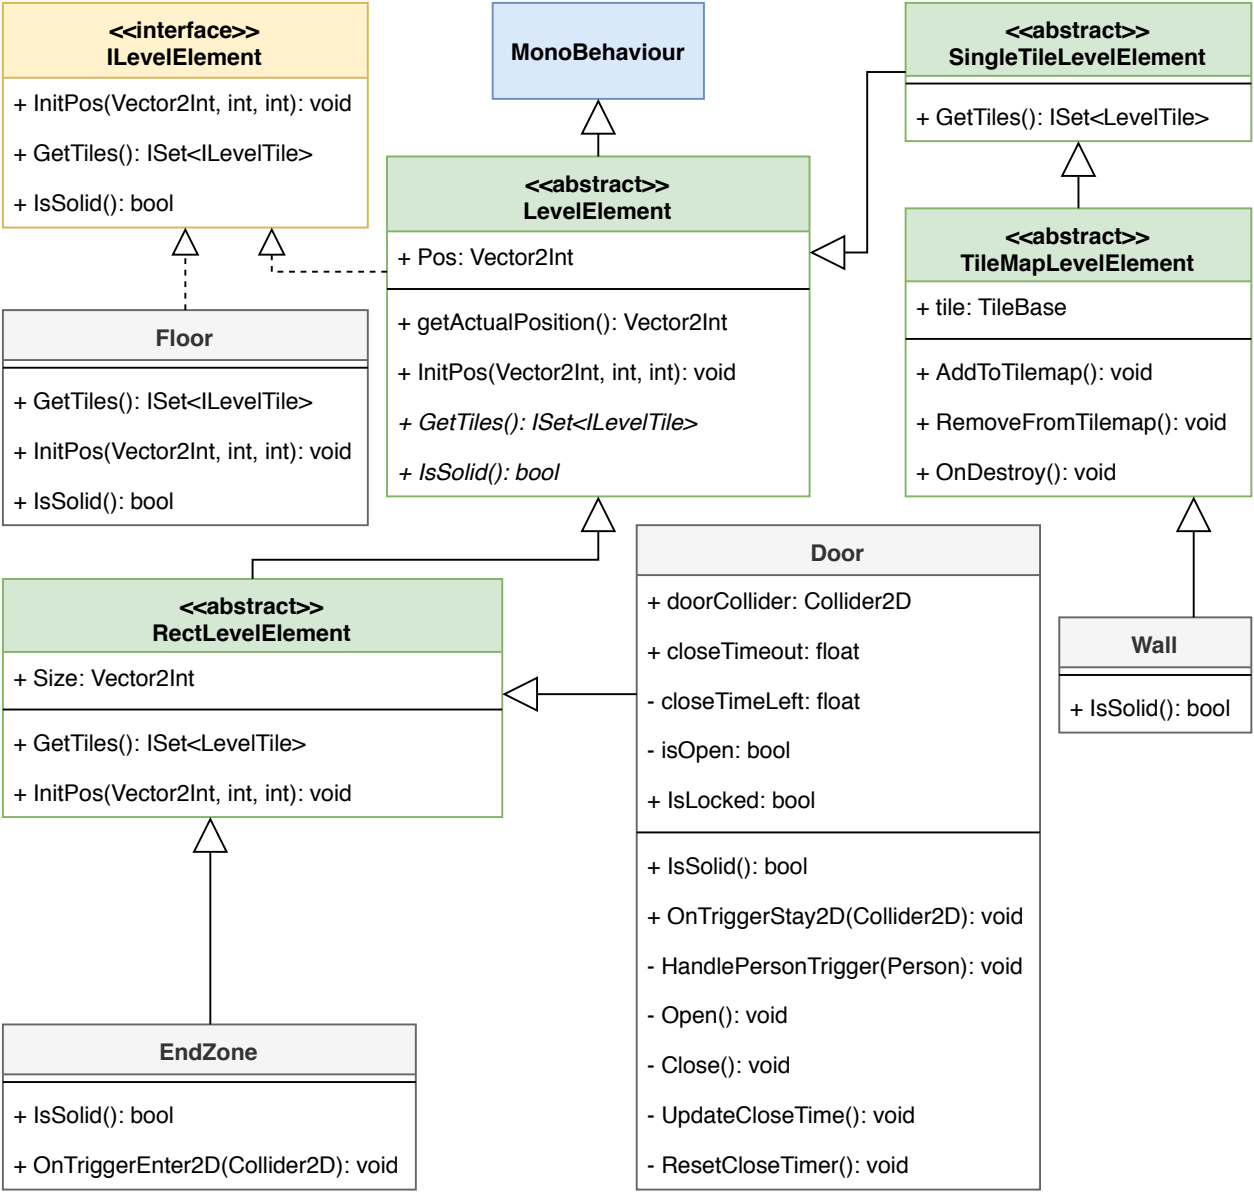 <<interface>>
ILevelElement
+ InitPos(Vector2Int, int, int): void
+ GetTiles(): ISet<ILevelTile>
+ IsSolid(): bool
MonoBehaviour
<<abstract>>
SingleTileLevelElement
+ GetTiles(): ISet<LevelTile>
<<abstract>>
LevelElement
+ Pos: Vector2Int
+ getActualPosition(): Vector2Int
+ InitPos(Vector2Int, int, int): void
+ GetTiles(): ISet<ILevelTile>
+ IsSolid(): bool
<<abstract>>
TileMapLevelElement
+ tile: TileBase
+ AddToTilemap(): void
+ RemoveFromTilemap(): void
+ OnDestroy(): void
Floor
+ GetTiles(): ISet<ILevelTile>
+ InitPos(Vector2Int, int, int): void
+ IsSolid(): bool
<<abstract>>
RectLevelElement
+ Size: Vector2Int
+ GetTiles(): ISet<LevelTile>
+ InitPos(Vector2Int, int, int): void
Door
+ doorCollider: Collider2D
+ closeTimeout: float
- closeTimeLeft: float
- isOpen: bool
+ IsLocked: bool
+ IsSolid(): bool
+ OnTriggerStay2D(Collider2D): void
- HandlePersonTrigger(Person): void
- Open(): void
- Close(): void
- UpdateCloseTime(): void
- ResetCloseTimer(): void
Wall
+ IsSolid(): bool
EndZone
+ IsSolid(): bool
+ OnTriggerEnter2D(Collider2D): void